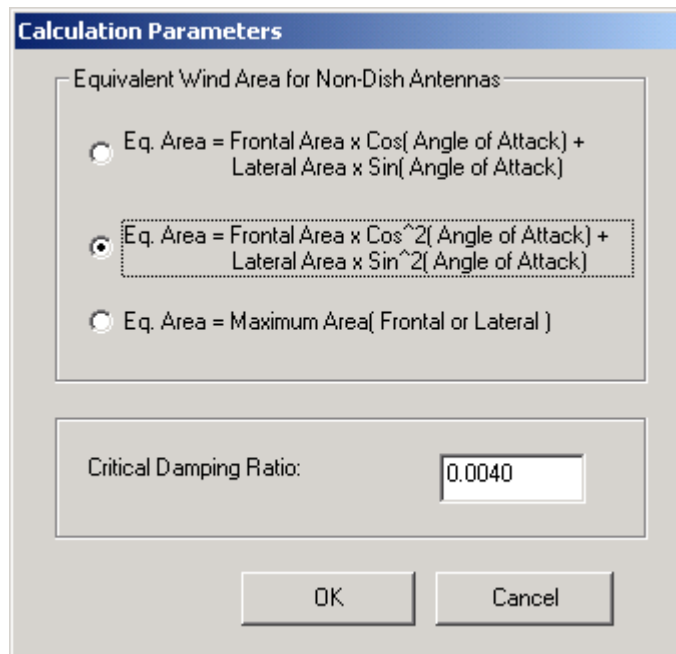 Calculation Parameters
Equivalent Wind Area for Non-Dish Antennas
Eq. Area = Frontal Area x Cos( Angle of Attack) +
Lateral Area x Sin( Angle of Attack)
Eq. Area = Frontal Area x Cos^2( Angle of Attack) +
Lateral Area x Sin^2( Angle of Attack)
Eq. Area = Maximum Area( Frontal or Lateral )
Critical Damping Ratio:
0.0040
OK
Cancel